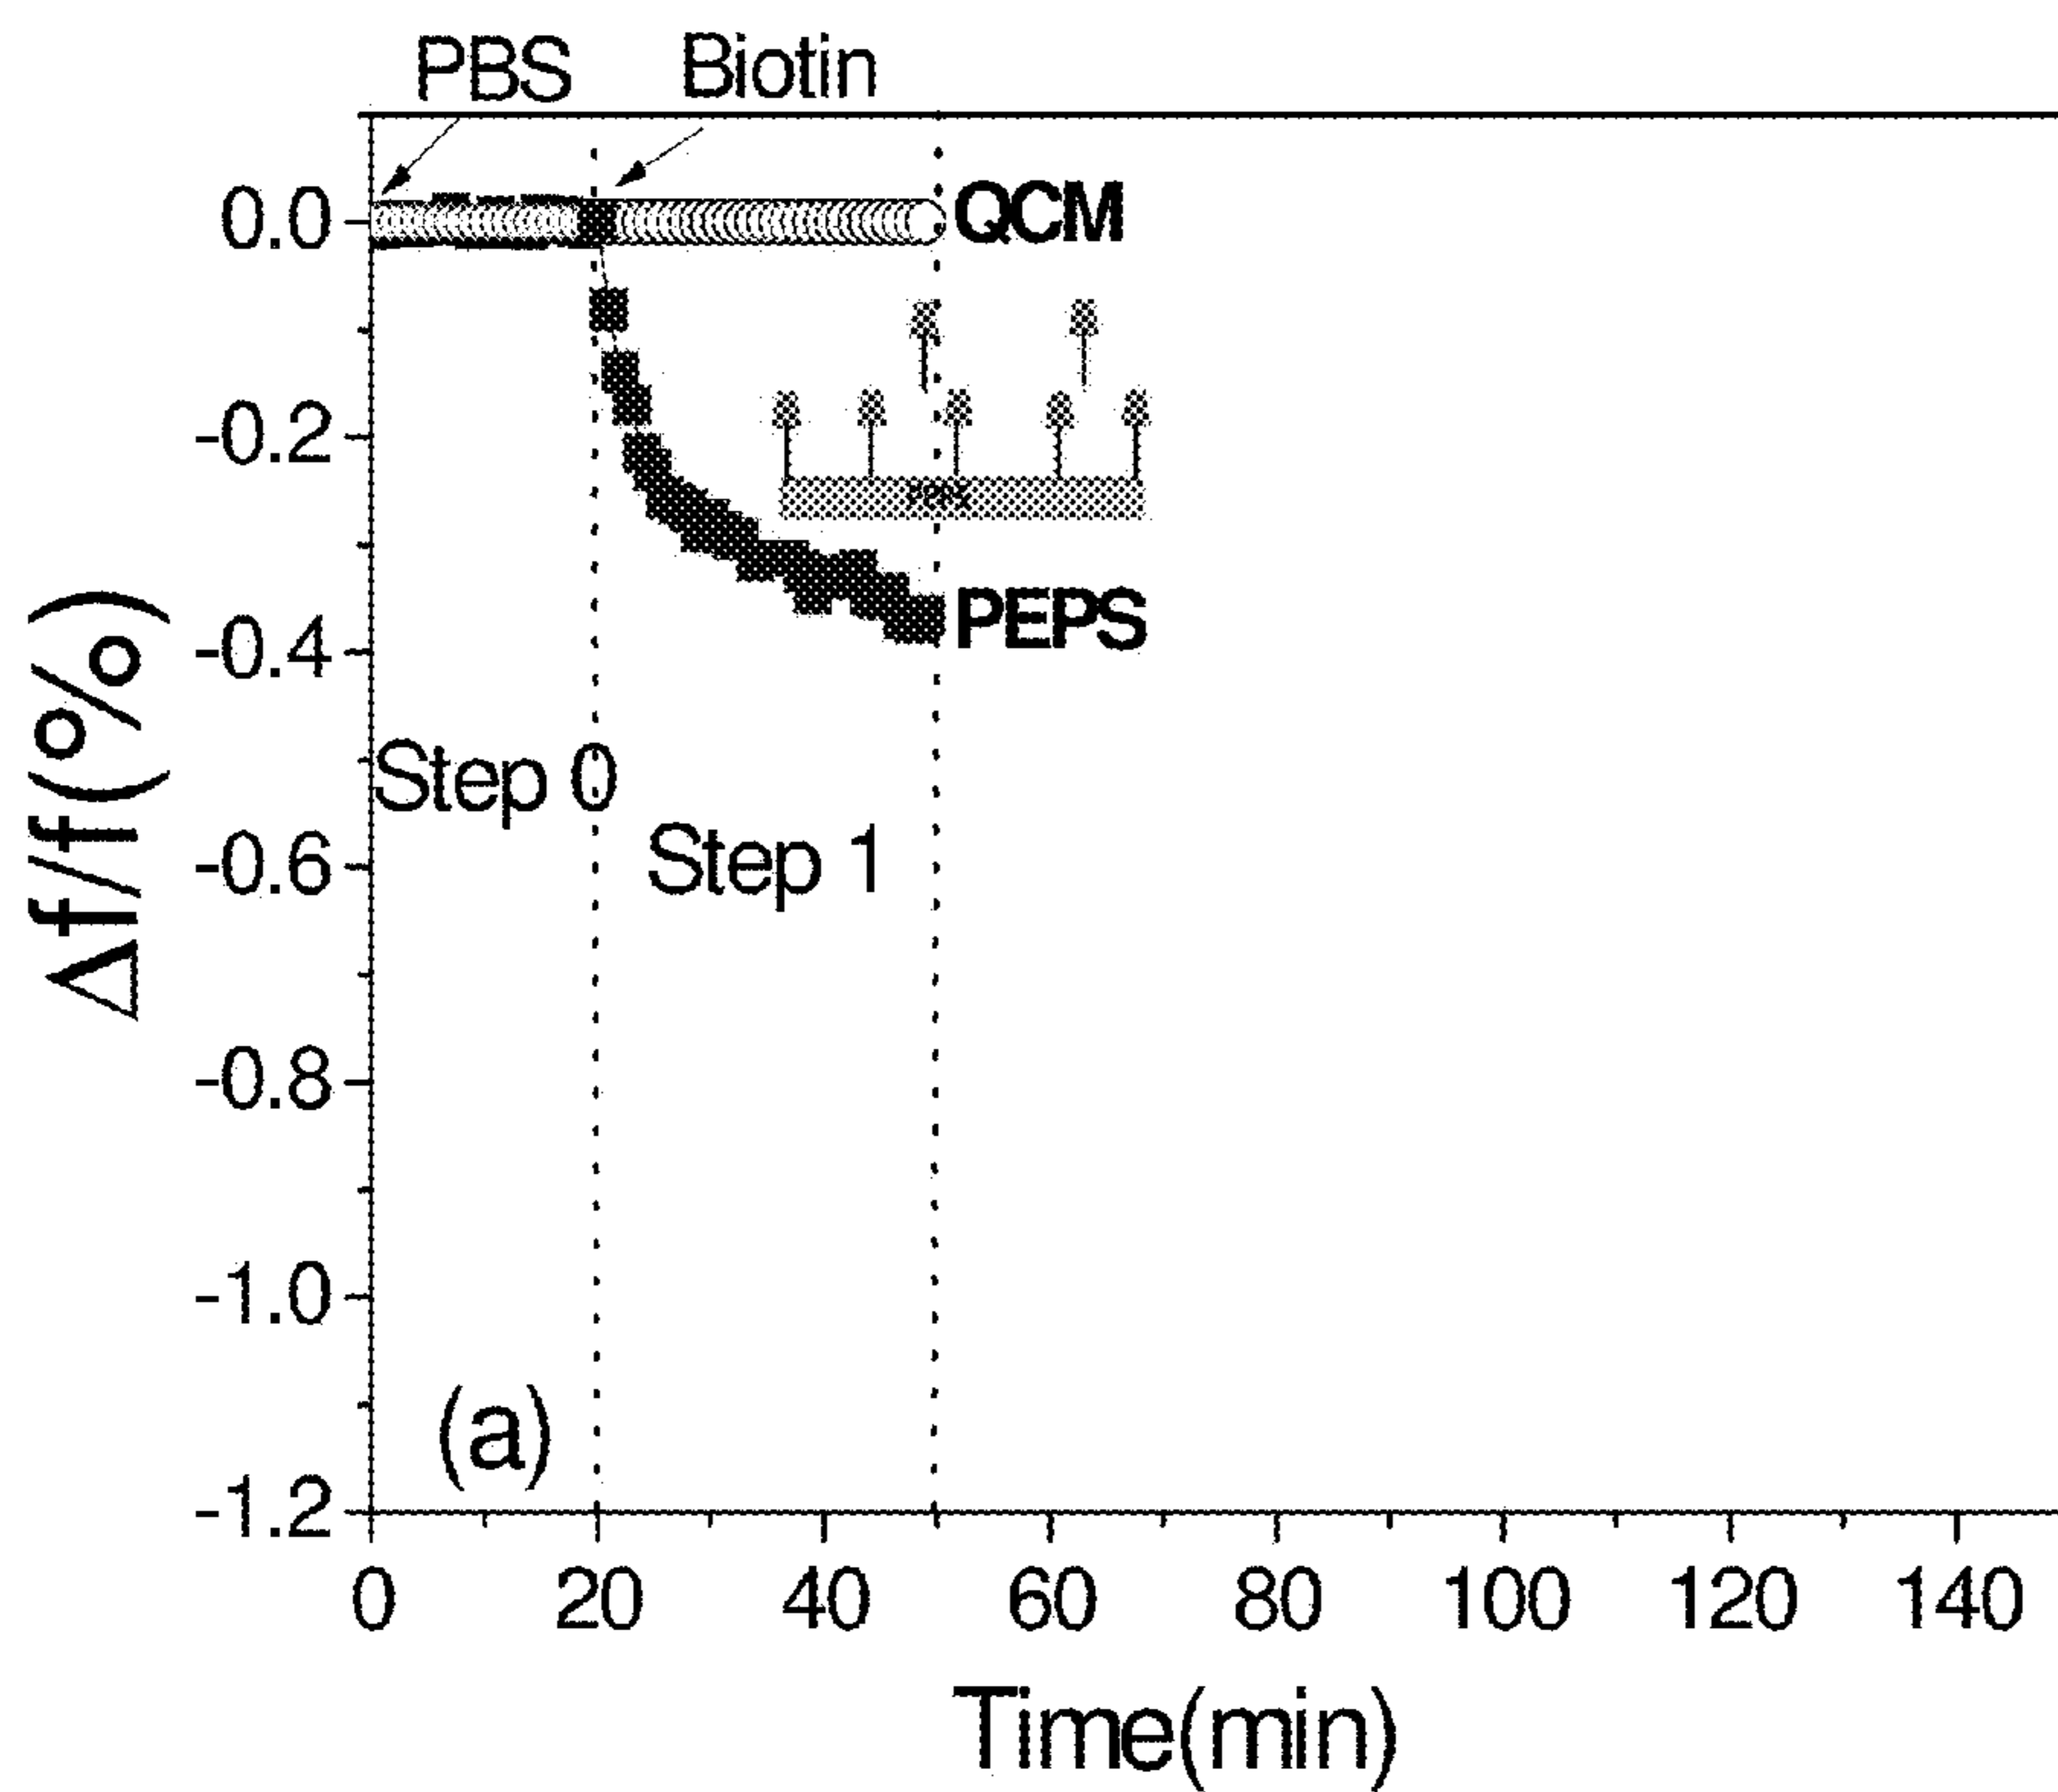 PBS Biotin
0.0
QCM
-0.2
-0.4
PEPS
Step 0
-0.6
Step 1
-0.8
-1.0
(a)
-1.2
Δf/f(%)
0 20 40 60 80 100 120 140
Time(min)